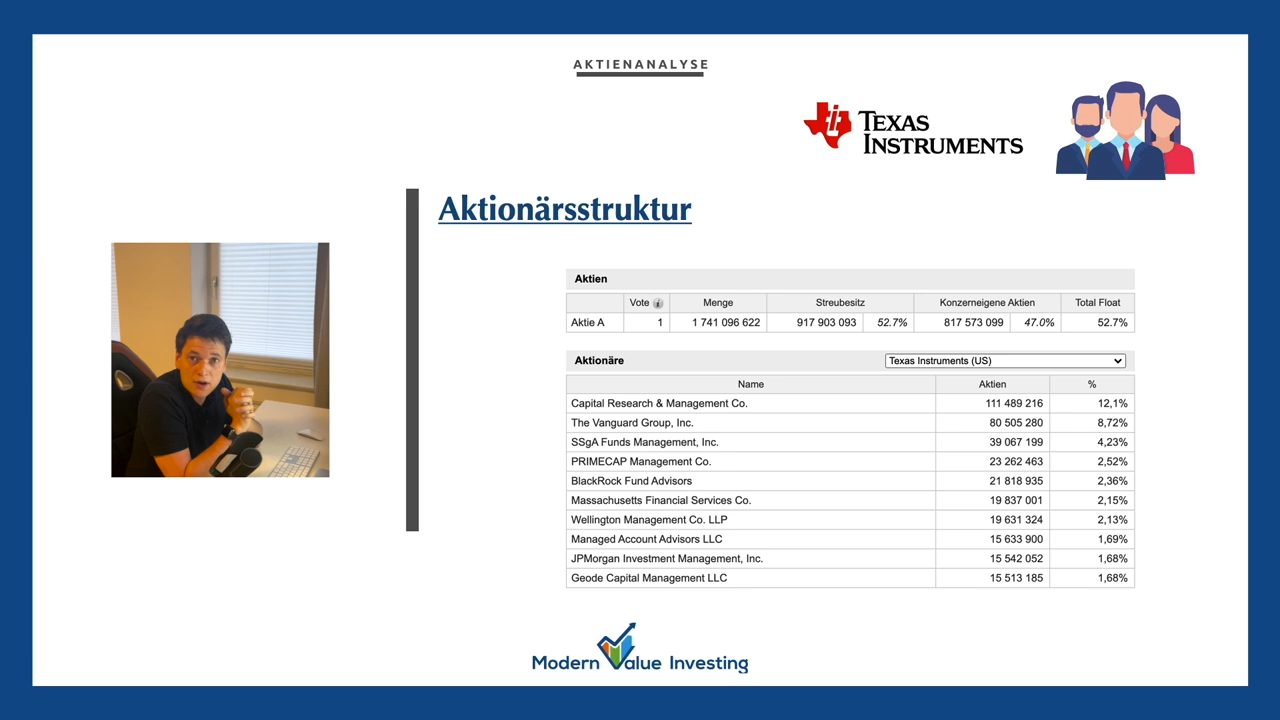 AKTIENANALYSE
TEXAS
INSTRUMENTS
Aktionärsstruktur
Aktien
Vote i Menge Streubesitz Konzerneigene Aktien Total Float
Aktie A 1 1 741 096 622 917 903 093 52.7% 817 573 099 47.0% 52.7%
Aktionäre Texas Instruments (US)
Name Aktien %
Capital Research & Management Co. 111 489 216 12,1%
The Vanguard Group, Inc. 80 505 280 8,72%
SSgA Funds Management, Inc. 39 067 199 4,23%
PRIMECAP Management Co. 23 262 463 2,52%
BlackRock Fund Advisors 21 818 935 2,36%
Massachusetts Financial Services Co. 19 837 001 2,15%
Wellington Management Co. LLP 19 631 324 2,13%
Managed Account Advisors LLC 15 633 900 1,69%
JPMorgan Investment Management, Inc. 15 542 052 1,68%
Geode Capital Management LLC 15 513 185 1,68%
Modern Value Investing